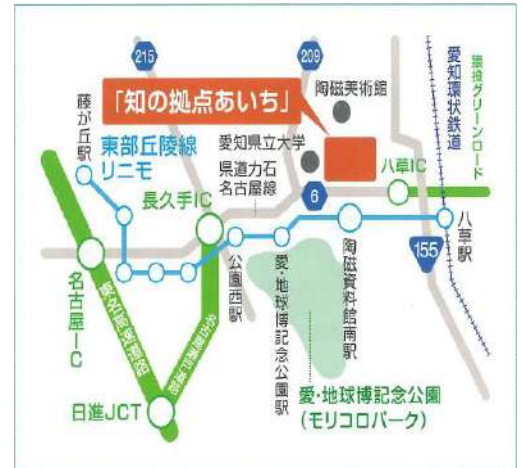 215
209
「知の拠点あいち」
陶磁美術館
愛知環状鉄道
猿投グリーンロード
藤が丘駅
東部丘陵線
リニモ
愛知県立大学
県道力石
名古屋線
八草IC
長久手IC
6
155
八草駅
名古屋IC
東名高速道路
名古屋瀬戸道路
公園西駅
愛・地球博記念公園駅
陶磁資料館南駅
日進JCT
愛・地球博記念公園
(モリコロパーク)